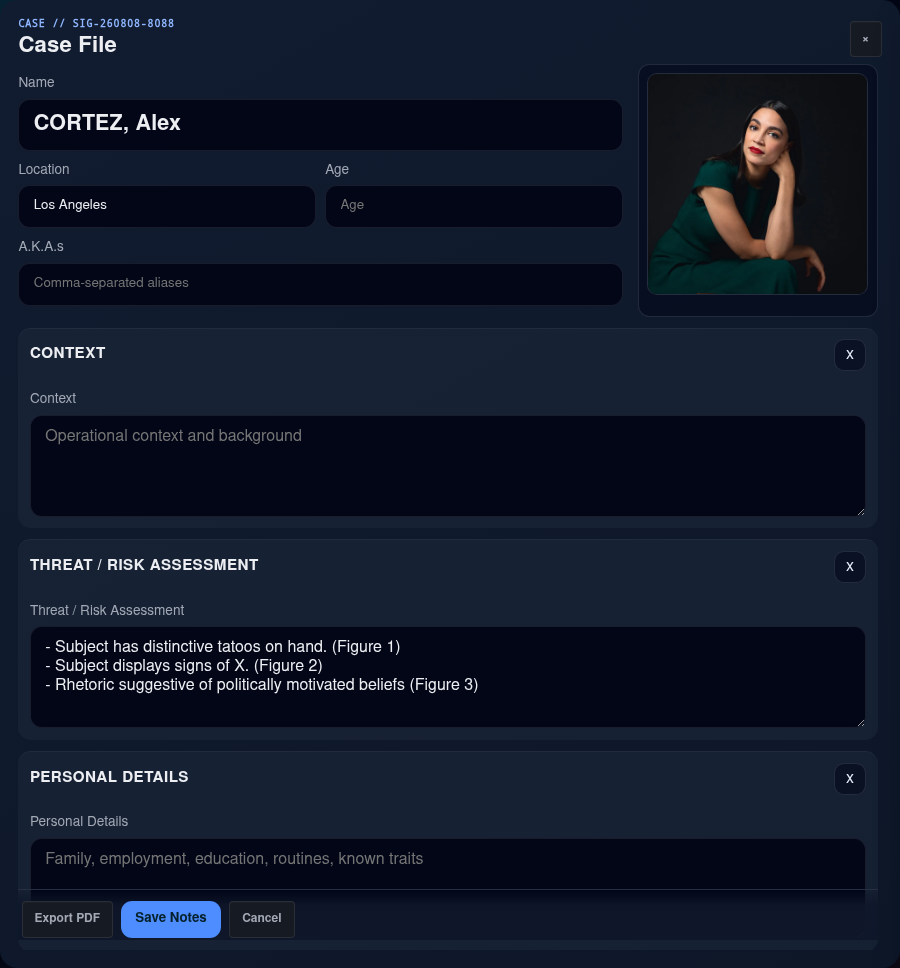 CASE // SIG-260808-8088
Case File
×
Name
CORTEZ, Alex
Location
Age
Los Angeles
Age
A.K.A.s
Comma-separated aliases
CONTEXT
X
Context
Operational context and background
THREAT / RISK ASSESSMENT
X
Threat / Risk Assessment
- Subject has distinctive tatoos on hand. (Figure 1)
- Subject displays signs of X. (Figure 2)
- Rhetoric suggestive of politically motivated beliefs (Figure 3)
PERSONAL DETAILS
X
Personal Details
Family, employment, education, routines, known traits
Export PDF
Save Notes
Cancel